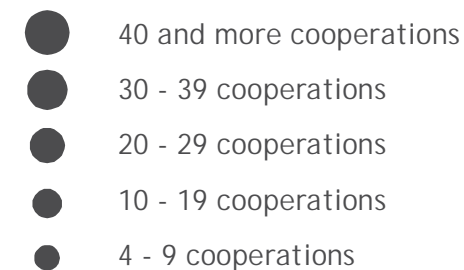 40 and more cooperations
30 - 39 cooperations
20 - 29 cooperations
10 - 19 cooperations
4 - 9 cooperations